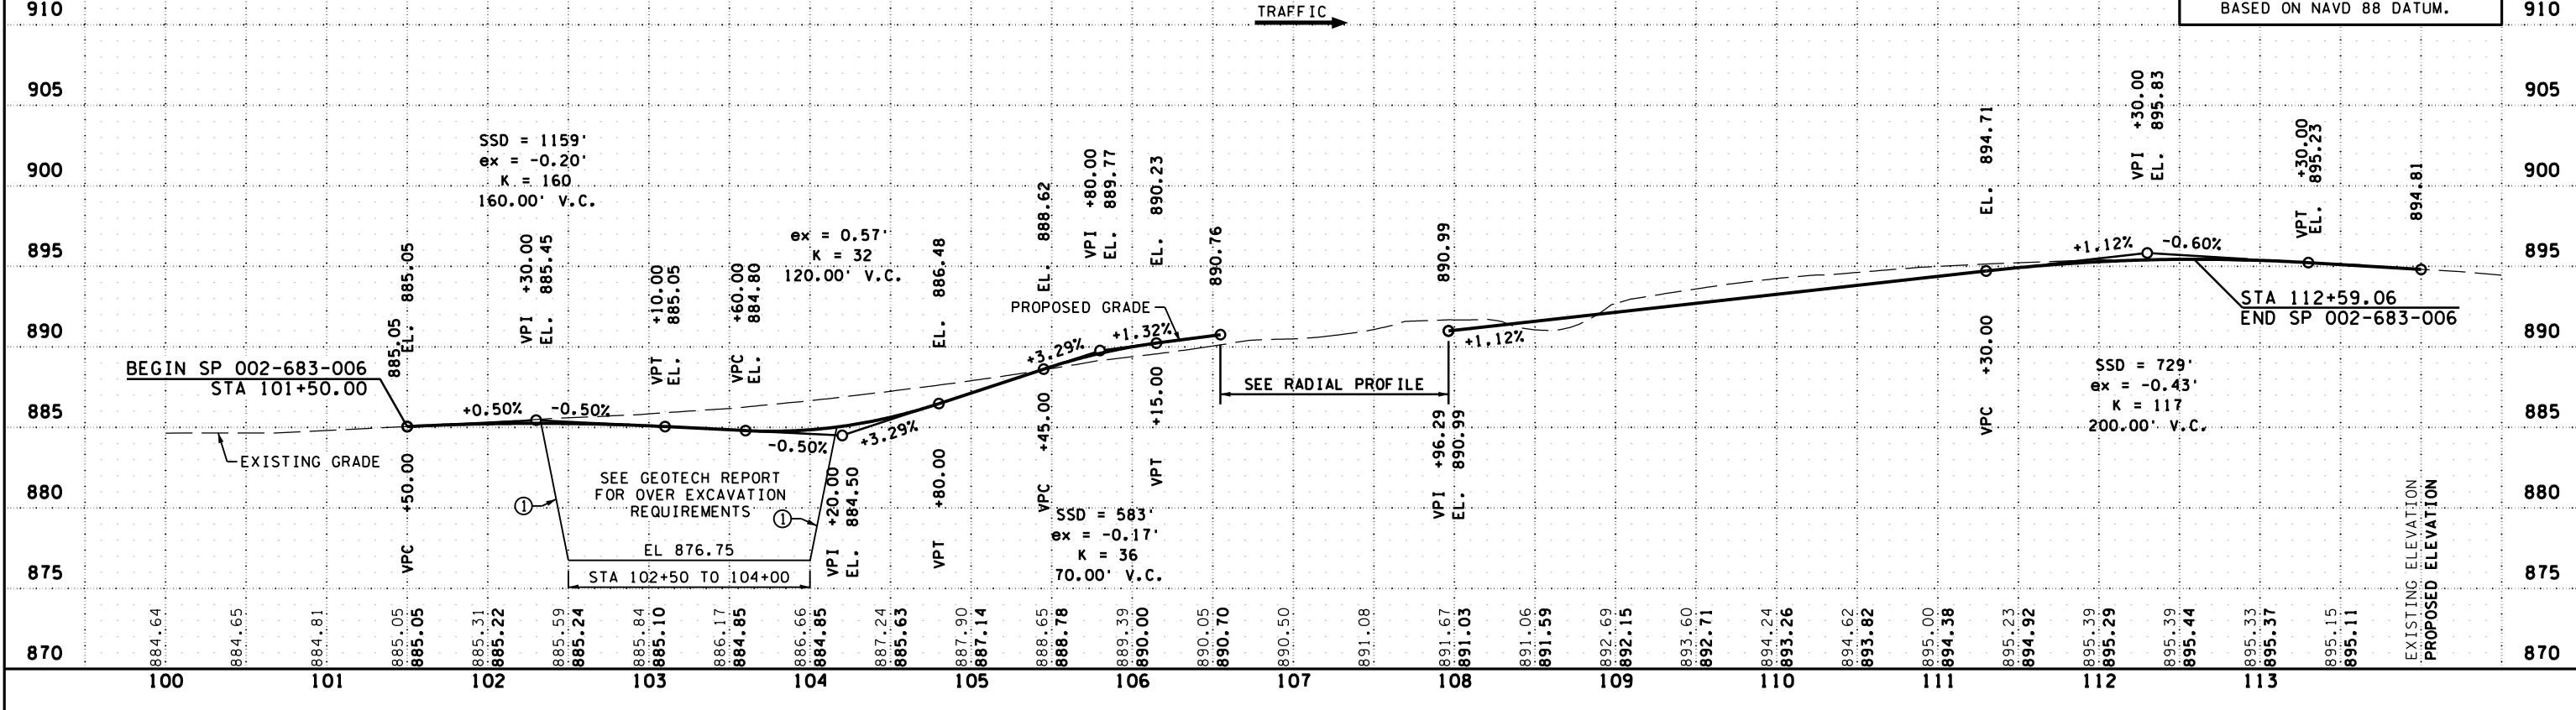 910
TRAFFIC
BASED ON NAVD 88 DATUM.
910
905
905
900
900
895
895
890
890
885
885
880
880
875
875
870
870
SSD = 1159'
ex = -0.20'
K = 160
160.00' V.C.
ex = 0.57'
K = 32
120.00' V.C.
BEGIN SP 002-683-006
STA 101+50.00
885.05
EL. 885.05
VPC +50.00
+0.50%
-0.50%
VPI +30.00
EL. 885.45
VPT +10.00
EL. 885.05
VPC +60.00
EL. 884.80
-0.50%
+3.29%
VPI +20.00
EL. 884.50
EL. 886.48
VPT +80.00
EL. 888.62
VPC +45.00
VPI +80.00
EL. 889.77
EL. 890.23
VPT +15.00
890.76
PROPOSED GRADE
+3.29%
+1.32%
SEE RADIAL PROFILE
890.99
VPI +96.29
EL. 890.99
+1.12%
EL. 894.71
VPC +30.00
VPI +30.00
EL. 895.83
+1.12%
-0.60%
VPT +30.00
EL. 895.23
894.81
STA 112+59.06
END SP 002-683-006
SSD = 729'
ex = -0.43'
K = 117
200.00' V.C.
EXISTING GRADE
SEE GEOTECH REPORT
FOR OVER EXCAVATION
REQUIREMENTS
1
1
EL 876.75
STA 102+50 TO 104+00
SSD = 583'
ex = -0.17'
K = 36
70.00' V.C.
EXISTING ELEVATION
PROPOSED ELEVATION
884.64
884.65
884.81
885.05
885.05
885.31
885.22
885.59
885.24
885.84
885.10
886.17
884.85
886.66
884.85
887.24
885.63
887.90
887.14
888.65
888.78
889.39
890.00
890.05
890.70
890.50
891.08
891.67
891.03
891.06
891.59
892.69
892.15
893.60
892.71
894.24
893.26
894.62
893.82
895.00
894.38
895.23
894.92
895.39
895.29
895.39
895.44
895.33
895.37
895.15
895.11
100 101 102 103 104 105 106 107 108 109 110 111 112 113